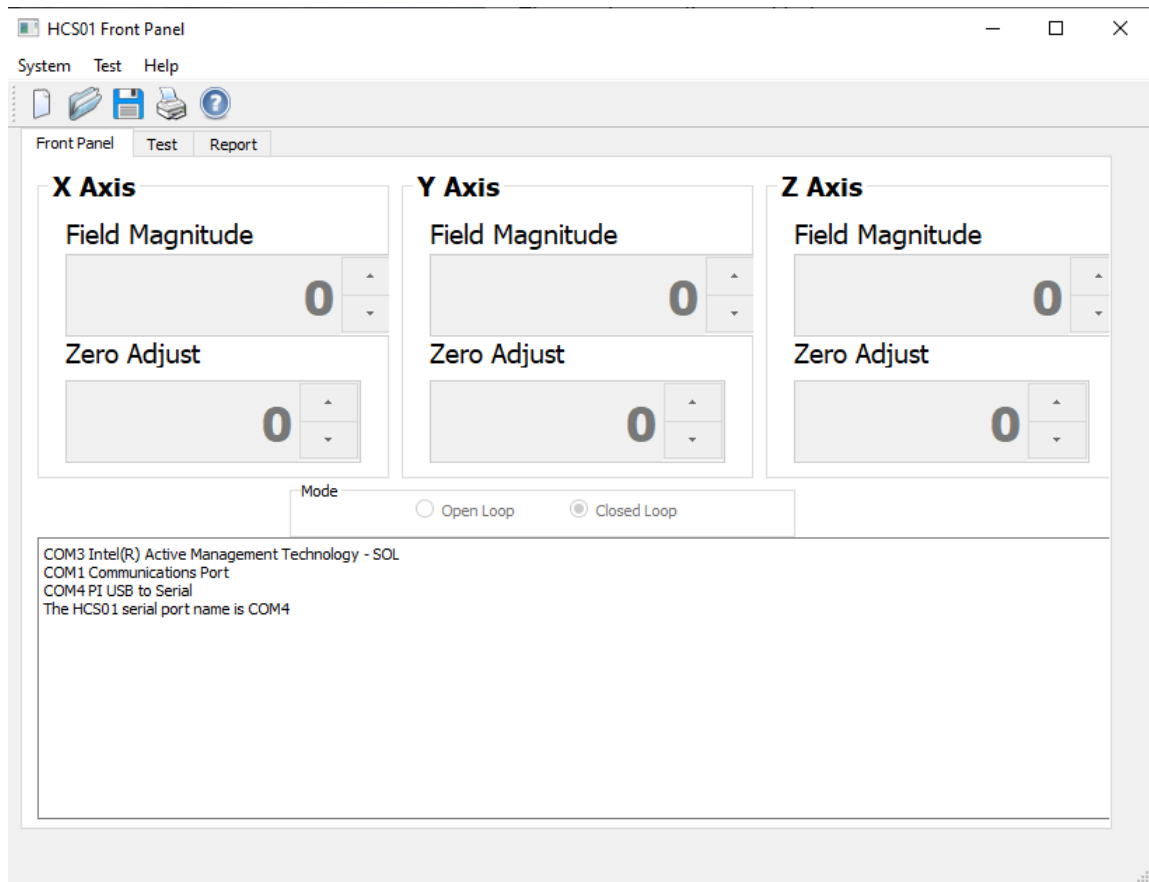 HCS01 Front Panel
System Test Help
Front Panel Test Report
X Axis Y Axis Z Axis
Field Magnitude Field Magnitude Field Magnitude
0 0 0
Zero Adjust Zero Adjust Zero Adjust
0 0 0
Mode
Open Loop Closed Loop
COM3 Intel(R) Active Management Technology - SOL
COM1 Communications Port
COM4 PI USB to Serial
The HCS01 serial port name is COM4